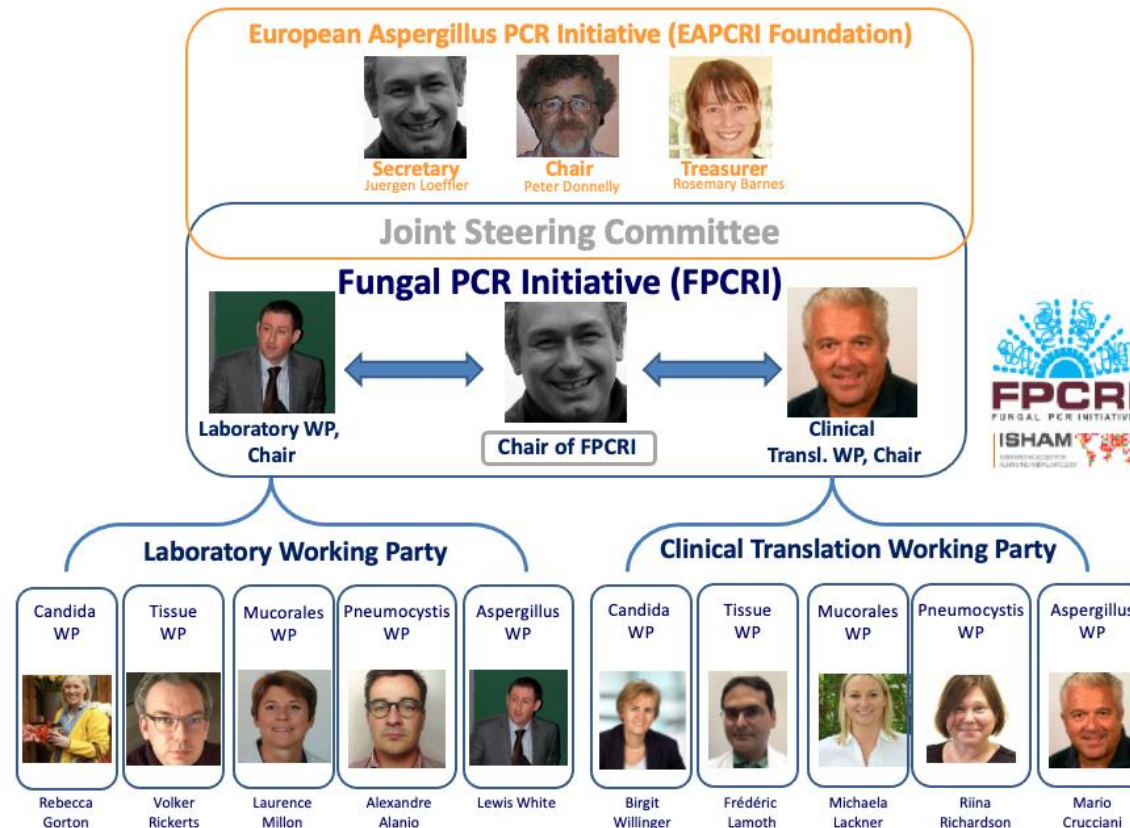 European Aspergillus PCR Initiative (EAPCRI Foundation)
Secretary
Juergen Loeffler
Chair
Peter Donnelly
Treasurer
Rosemary Barnes
Joint Steering Committee
Fungal PCR Initiative (FPCRI)
Laboratory WP,
Chair
Chair of FPCRI
Clinical
Transl. WP, Chair
FPCRI
FUNGAL PCR INITIATIVE
ISHAM
Laboratory Working Party
Candida
WP
Rebecca
Gorton
Tissue
WP
Volker
Rickerts
Mucorales
WP
Laurence
Millon
Pneumocystis
WP
Alexandre
Alanio
Aspergillus
WP
Lewis White
Clinical Translation Working Party
Candida
WP
Birgit
Willinger
Tissue
WP
Frédéric
Lamoth
Mucorales
WP
Michaela
Lackner
Pneumocystis
WP
Riina
Richardson
Aspergillus
WP
Mario
Crucciani